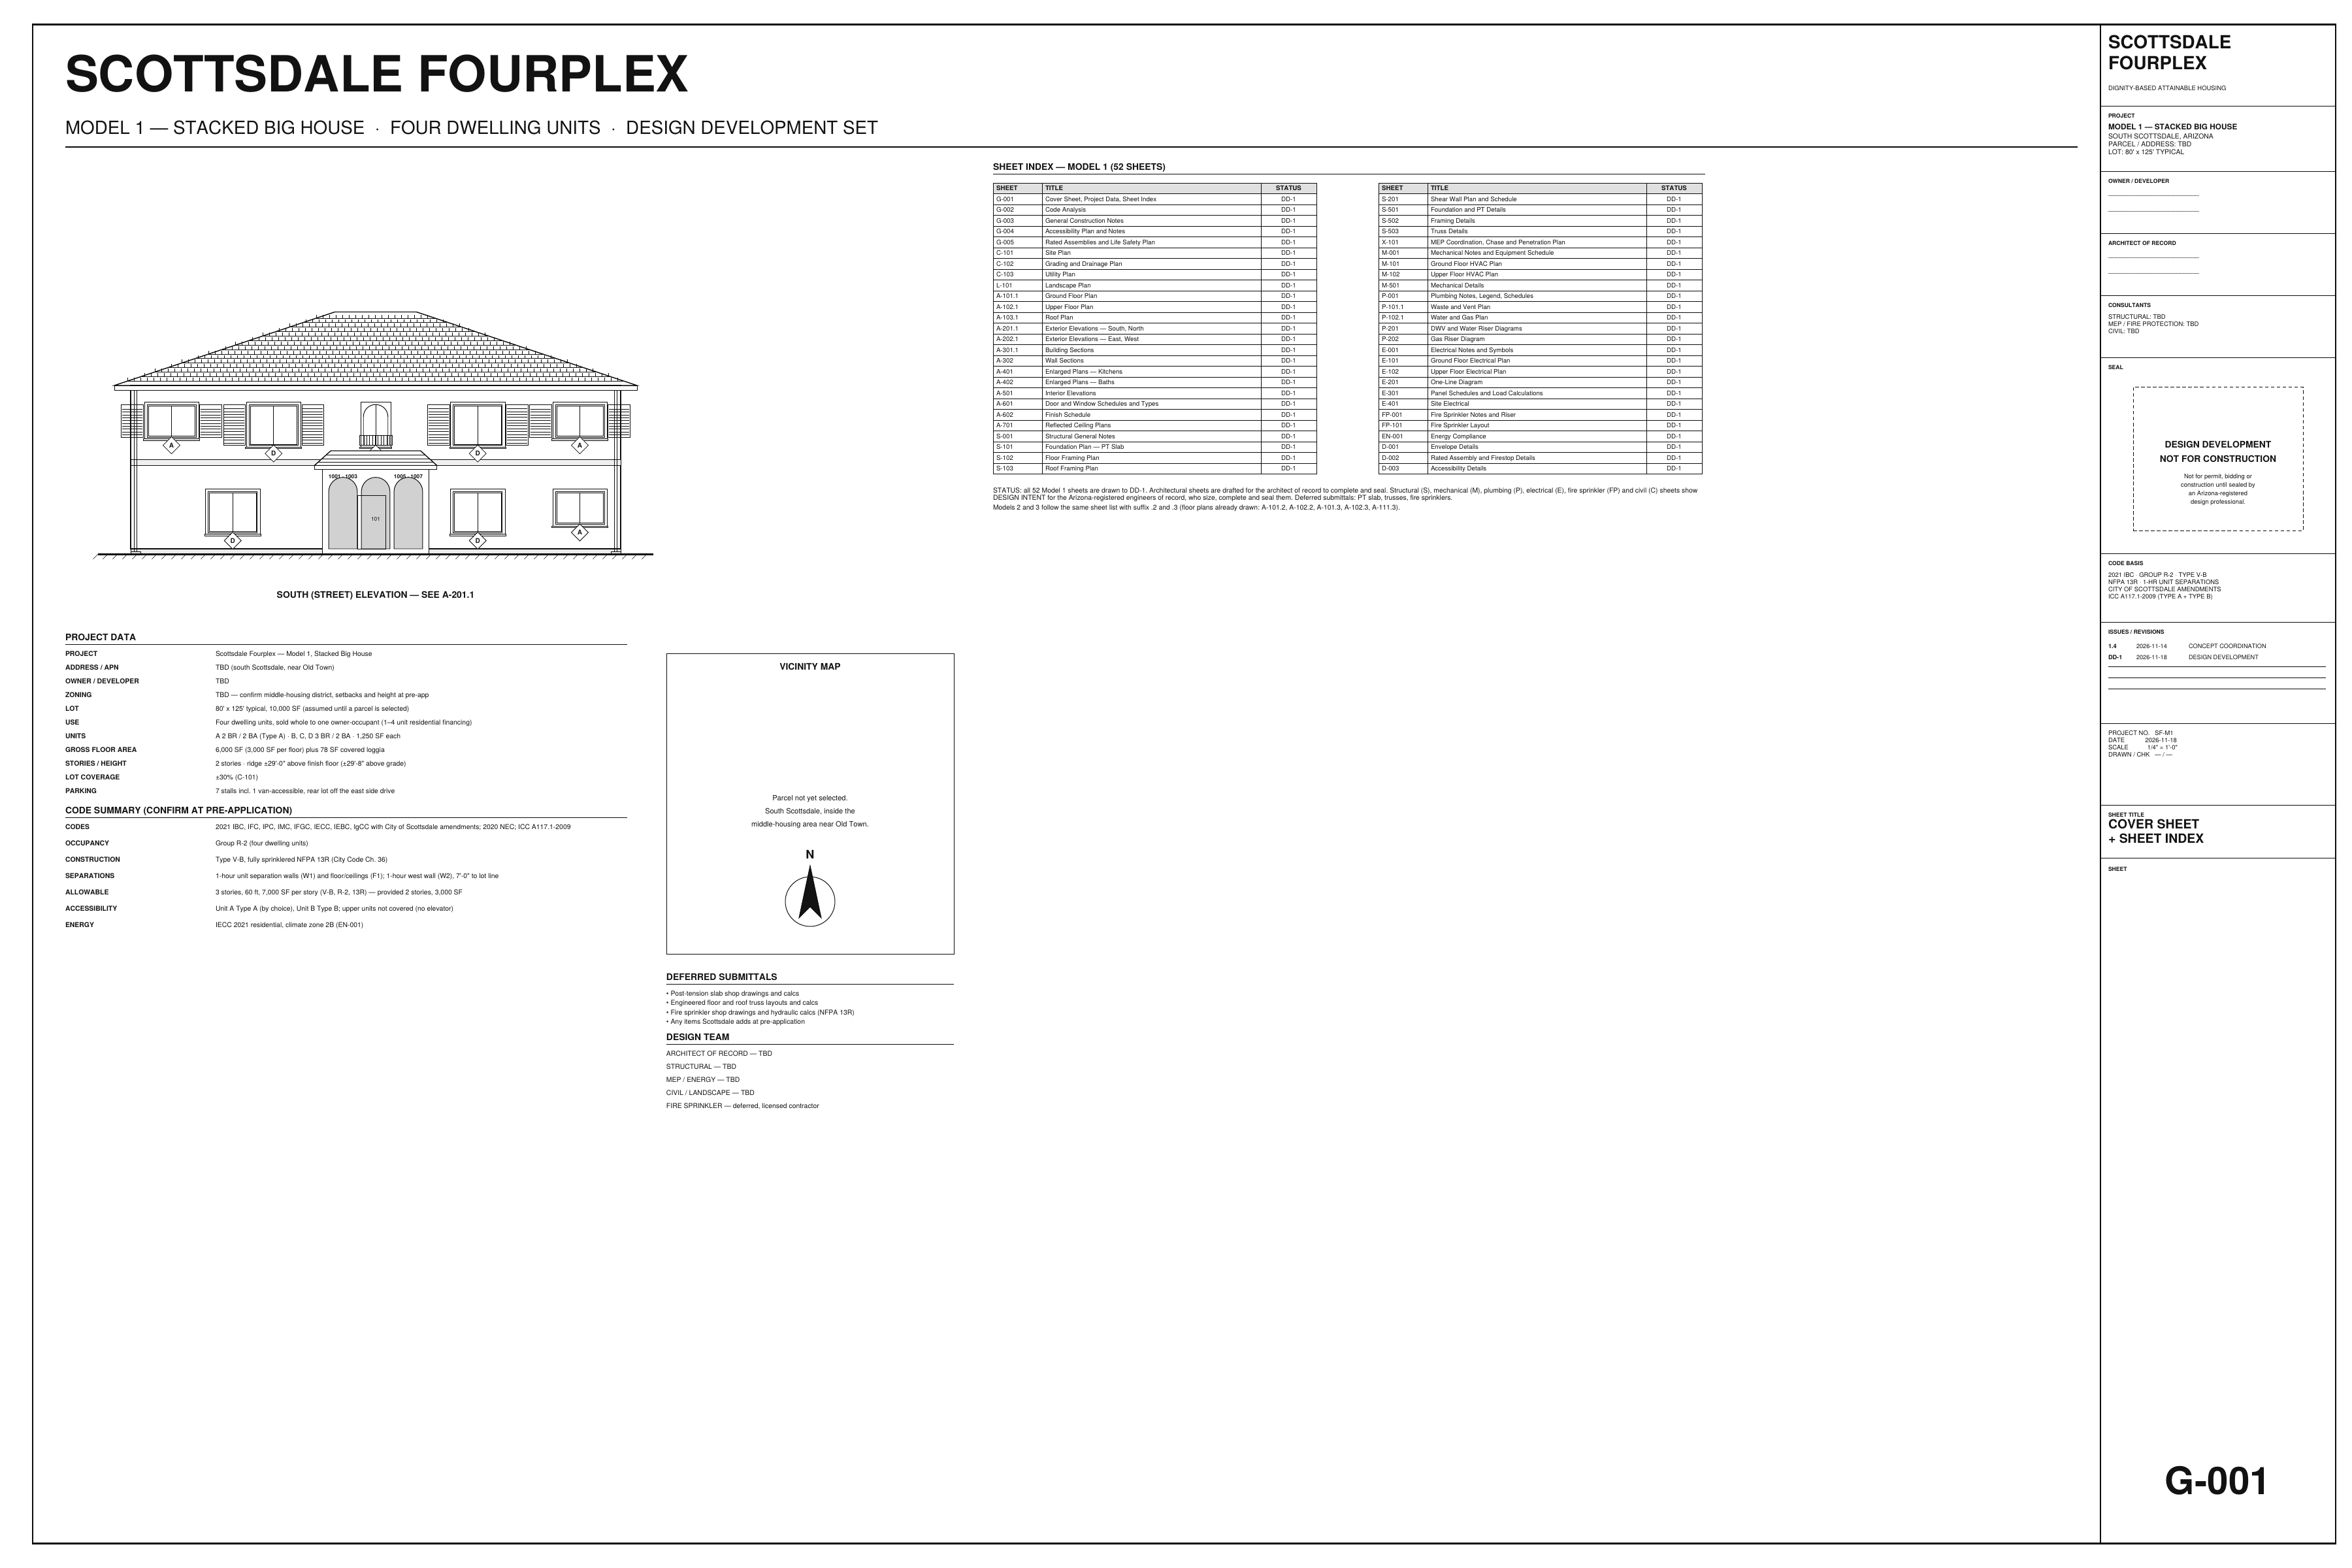 SCOTTSDALE FOURPLEX
MODEL 1 — STACKED BIG HOUSE · FOUR DWELLING UNITS · DESIGN DEVELOPMENT SET
A
D
D
A
1001 - 1003
1005 - 1007
101
D
D
A
SOUTH (STREET) ELEVATION — SEE A-201.1
PROJECT DATA
PROJECT Scottsdale Fourplex — Model 1, Stacked Big House
ADDRESS / APN TBD (south Scottsdale, near Old Town)
OWNER / DEVELOPER TBD
ZONING TBD — confirm middle-housing district, setbacks and height at pre-app
LOT 80' x 125' typical, 10,000 SF (assumed until a parcel is selected)
USE Four dwelling units, sold whole to one owner-occupant (1–4 unit residential financing)
UNITS A 2 BR / 2 BA (Type A) · B, C, D 3 BR / 2 BA · 1,250 SF each
GROSS FLOOR AREA 6,000 SF (3,000 SF per floor) plus 78 SF covered loggia
STORIES / HEIGHT 2 stories · ridge ±29'-0" above finish floor (±29'-8" above grade)
LOT COVERAGE ±30% (C-101)
PARKING 7 stalls incl. 1 van-accessible, rear lot off the east side drive
CODE SUMMARY (CONFIRM AT PRE-APPLICATION)
CODES 2021 IBC, IFC, IPC, IMC, IFGC, IECC, IEBC, IgCC with City of Scottsdale amendments; 2020 NEC; ICC A117.1-2009
OCCUPANCY Group R-2 (four dwelling units)
CONSTRUCTION Type V-B, fully sprinklered NFPA 13R (City Code Ch. 36)
SEPARATIONS 1-hour unit separation walls (W1) and floor/ceilings (F1); 1-hour west wall (W2), 7'-0" to lot line
ALLOWABLE 3 stories, 60 ft, 7,000 SF per story (V-B, R-2, 13R) — provided 2 stories, 3,000 SF
ACCESSIBILITY Unit A Type A (by choice), Unit B Type B; upper units not covered (no elevator)
ENERGY IECC 2021 residential, climate zone 2B (EN-001)
VICINITY MAP
Parcel not yet selected.
South Scottsdale, inside the
middle-housing area near Old Town.
N
DEFERRED SUBMITTALS
• Post-tension slab shop drawings and calcs
• Engineered floor and roof truss layouts and calcs
• Fire sprinkler shop drawings and hydraulic calcs (NFPA 13R)
• Any items Scottsdale adds at pre-application
DESIGN TEAM
ARCHITECT OF RECORD — TBD
STRUCTURAL — TBD
MEP / ENERGY — TBD
CIVIL / LANDSCAPE — TBD
FIRE SPRINKLER — deferred, licensed contractor
SHEET INDEX — MODEL 1 (52 SHEETS)
SHEET TITLE STATUS
G-001 Cover Sheet, Project Data, Sheet Index DD-1
G-002 Code Analysis DD-1
G-003 General Construction Notes DD-1
G-004 Accessibility Plan and Notes DD-1
G-005 Rated Assemblies and Life Safety Plan DD-1
C-101 Site Plan DD-1
C-102 Grading and Drainage Plan DD-1
C-103 Utility Plan DD-1
L-101 Landscape Plan DD-1
A-101.1 Ground Floor Plan DD-1
A-102.1 Upper Floor Plan DD-1
A-103.1 Roof Plan DD-1
A-201.1 Exterior Elevations — South, North DD-1
A-202.1 Exterior Elevations — East, West DD-1
A-301.1 Building Sections DD-1
A-302 Wall Sections DD-1
A-401 Enlarged Plans — Kitchens DD-1
A-402 Enlarged Plans — Baths DD-1
A-501 Interior Elevations DD-1
A-601 Door and Window Schedules and Types DD-1
A-602 Finish Schedule DD-1
A-701 Reflected Ceiling Plans DD-1
S-001 Structural General Notes DD-1
S-101 Foundation Plan — PT Slab DD-1
S-102 Floor Framing Plan DD-1
S-103 Roof Framing Plan DD-1
SHEET TITLE STATUS
S-201 Shear Wall Plan and Schedule DD-1
S-501 Foundation and PT Details DD-1
S-502 Framing Details DD-1
S-503 Truss Details DD-1
X-101 MEP Coordination, Chase and Penetration Plan DD-1
M-001 Mechanical Notes and Equipment Schedule DD-1
M-101 Ground Floor HVAC Plan DD-1
M-102 Upper Floor HVAC Plan DD-1
M-501 Mechanical Details DD-1
P-001 Plumbing Notes, Legend, Schedules DD-1
P-101.1 Waste and Vent Plan DD-1
P-102.1 Water and Gas Plan DD-1
P-201 DWV and Water Riser Diagrams DD-1
P-202 Gas Riser Diagram DD-1
E-001 Electrical Notes and Symbols DD-1
E-101 Ground Floor Electrical Plan DD-1
E-102 Upper Floor Electrical Plan DD-1
E-201 One-Line Diagram DD-1
E-301 Panel Schedules and Load Calculations DD-1
E-401 Site Electrical DD-1
FP-001 Fire Sprinkler Notes and Riser DD-1
FP-101 Fire Sprinkler Layout DD-1
EN-001 Energy Compliance DD-1
D-001 Envelope Details DD-1
D-002 Rated Assembly and Firestop Details DD-1
D-003 Accessibility Details DD-1
STATUS: all 52 Model 1 sheets are drawn to DD-1. Architectural sheets are drafted for the architect of record to complete and seal. Structural (S), mechanical (M), plumbing (P), electrical (E), fire sprinkler (FP) and civil (C) sheets show
DESIGN INTENT for the Arizona-registered engineers of record, who size, complete and seal them. Deferred submittals: PT slab, trusses, fire sprinklers.
Models 2 and 3 follow the same sheet list with suffix .2 and .3 (floor plans already drawn: A-101.2, A-102.2, A-101.3, A-102.3, A-111.3).
SCOTTSDALE
FOURPLEX
DIGNITY-BASED ATTAINABLE HOUSING
PROJECT
MODEL 1 — STACKED BIG HOUSE
SOUTH SCOTTSDALE, ARIZONA
PARCEL / ADDRESS: TBD
LOT: 80' x 125' TYPICAL
OWNER / DEVELOPER
ARCHITECT OF RECORD
CONSULTANTS
STRUCTURAL: TBD
MEP / FIRE PROTECTION: TBD
CIVIL: TBD
SEAL
DESIGN DEVELOPMENT
NOT FOR CONSTRUCTION
Not for permit, bidding or
construction until sealed by
an Arizona-registered
design professional.
CODE BASIS
2021 IBC · GROUP R-2 · TYPE V-B
NFPA 13R · 1-HR UNIT SEPARATIONS
CITY OF SCOTTSDALE AMENDMENTS
ICC A117.1-2009 (TYPE A + TYPE B)
ISSUES / REVISIONS
1.4 2026-11-14 CONCEPT COORDINATION
DD-1 2026-11-18 DESIGN DEVELOPMENT
PROJECT NO. SF-M1
DATE 2026-11-18
SCALE 1/4" = 1'-0"
DRAWN / CHK — / —
SHEET TITLE
COVER SHEET
+ SHEET INDEX
SHEET
G-001